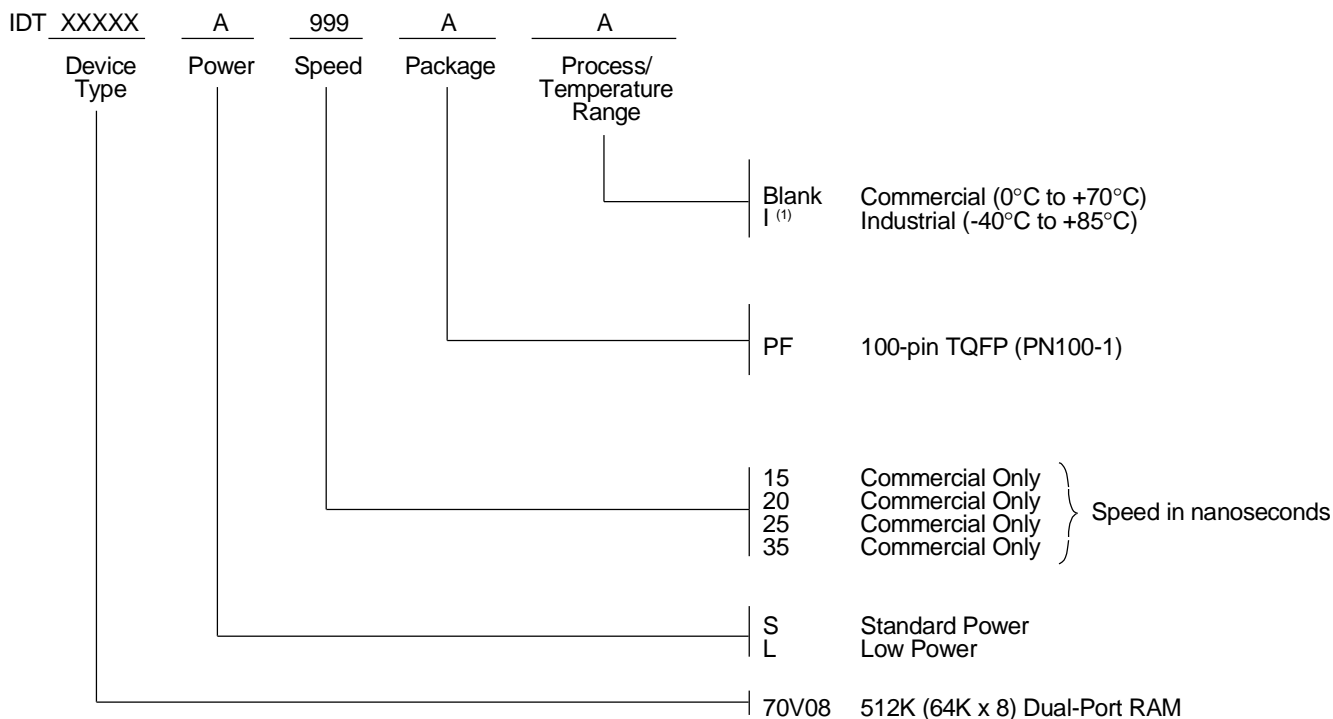 IDT XXXXX A 999 A A
Device Type Power Speed Package Process/ Temperature Range
Blank Commercial (0°C to +70°C)
I (1) Industrial (-40°C to +85°C)
PF 100-pin TQFP (PN100-1)
15 Commercial Only
20 Commercial Only
25 Commercial Only
35 Commercial Only
Speed in nanoseconds
S Standard Power
L Low Power
70V08 512K (64K x 8) Dual-Port RAM